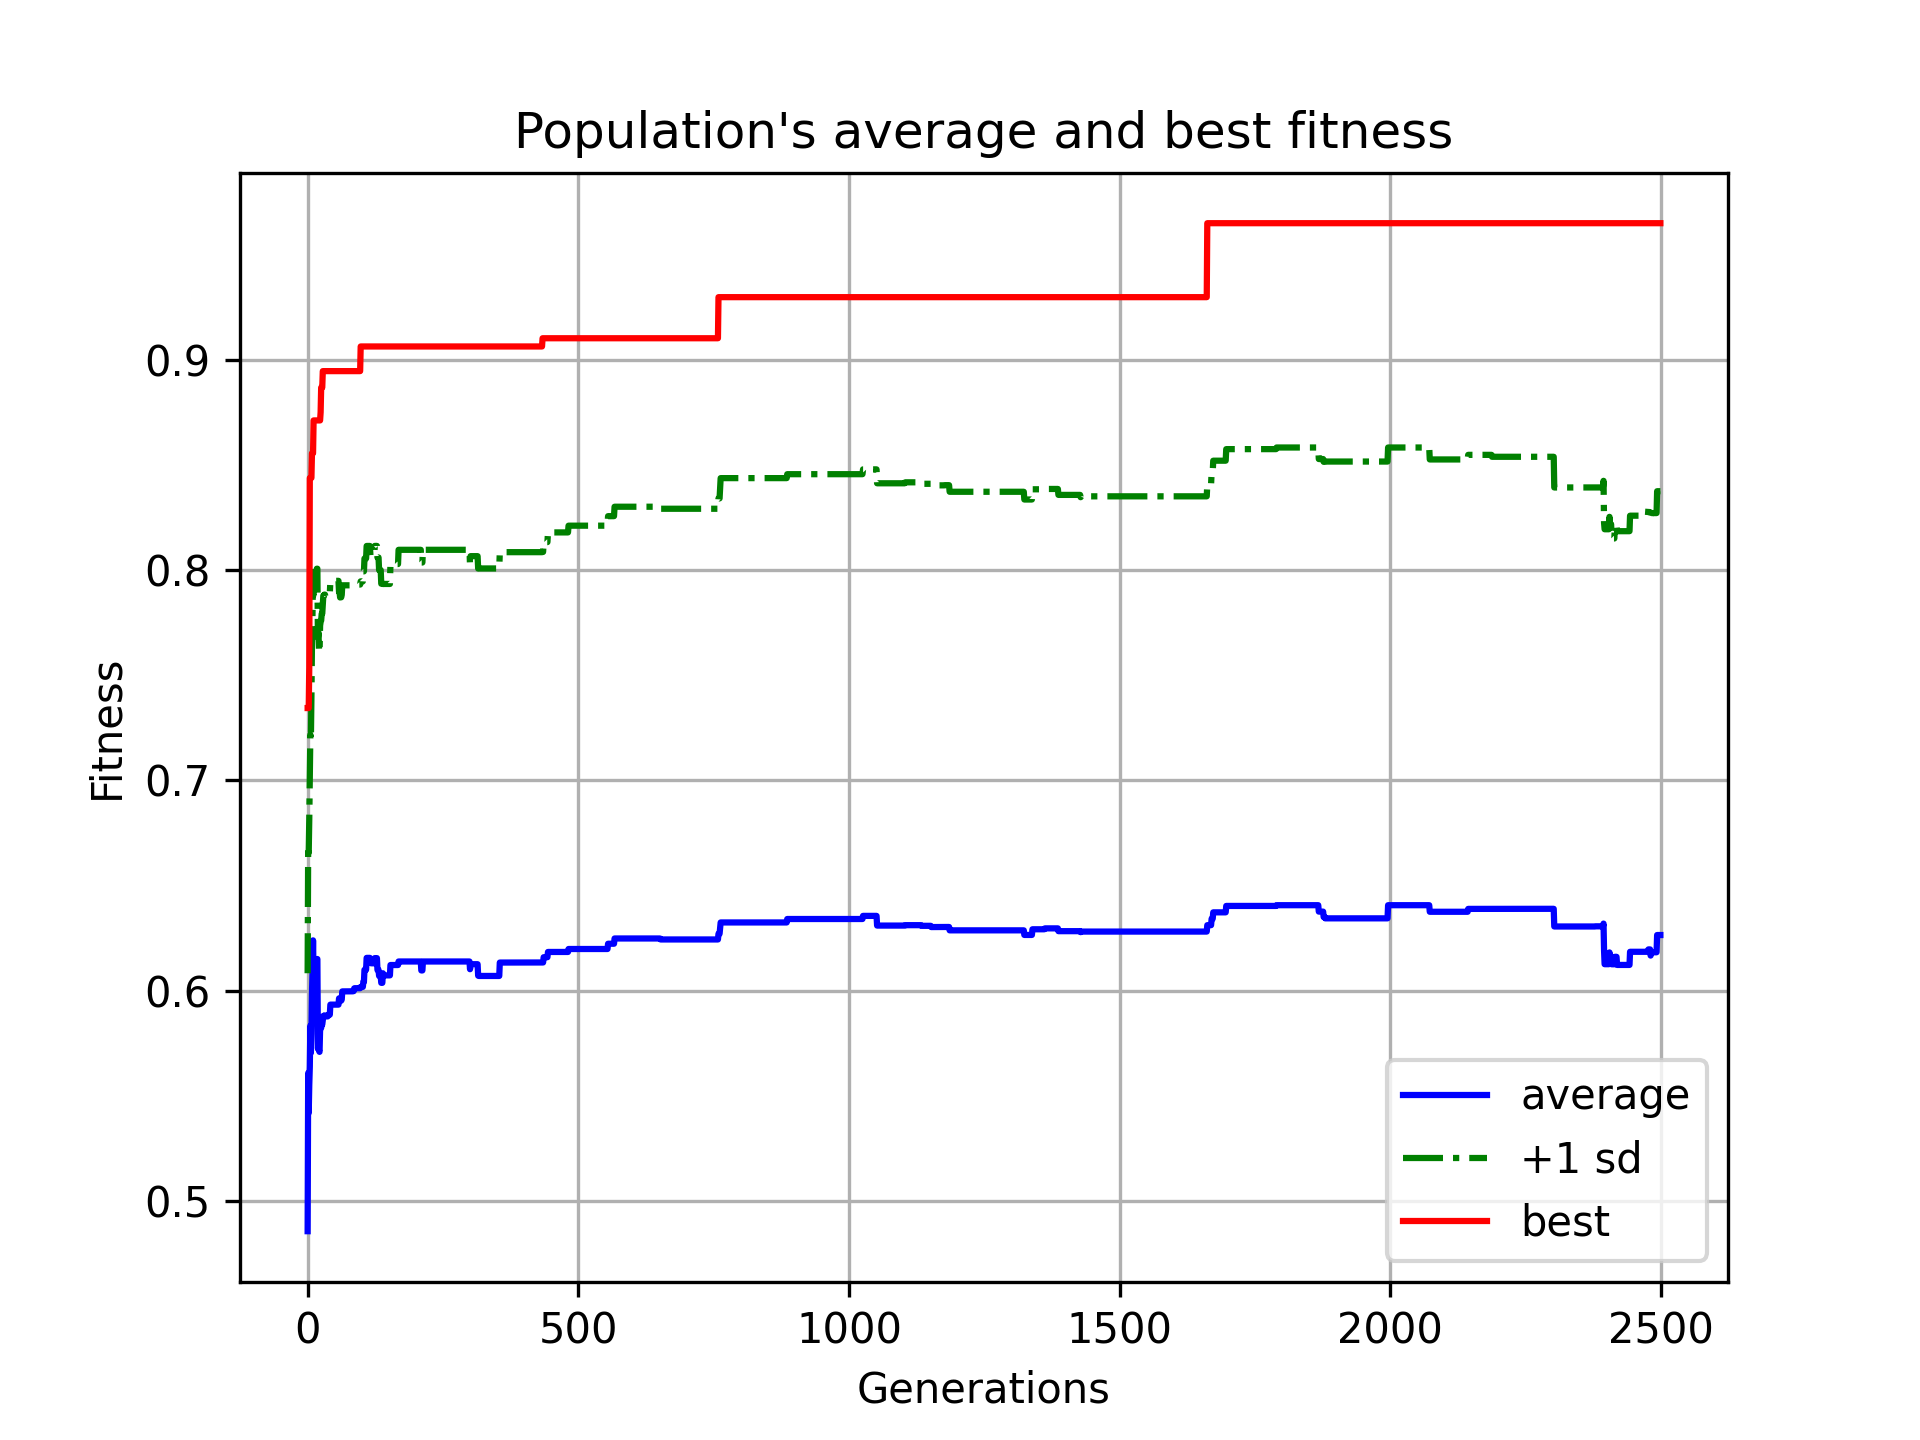 Population's average and best fitness
0.9
0.8
0.7
0.6
0.5
Fitness
average
+1 sd
best
0 500 1000 1500 2000 2500
Generations